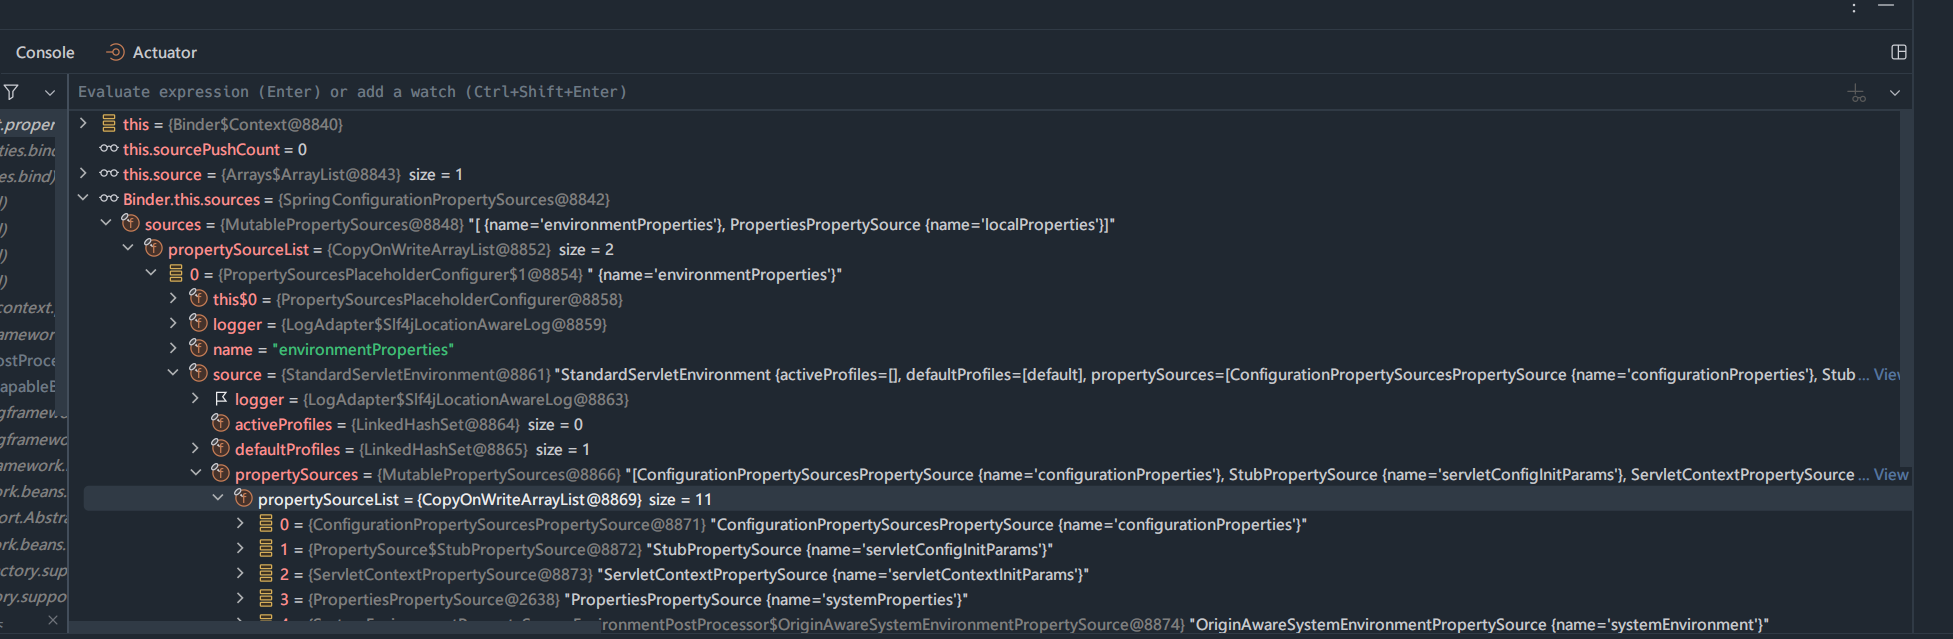 Console Actuator
Evaluate expression (Enter) or add a watch (Ctrl+Shift+Enter)
this = {Binder$Context@8840}
this.sourcePushCount = 0
this.source = {Arrays$ArrayList@8843} size = 1
Binder.this.sources = {SpringConfigurationPropertySources@8842}
sources = {MutablePropertySources@8848} "[ {name='environmentProperties'}, PropertiesPropertySource {name='localProperties'}]"
propertySourceList = {CopyOnWriteArrayList@8852} size = 2
0 = {PropertySourcesPlaceholderConfigurer$1@8854} " {name='environmentProperties'}"
this$0 = {PropertySourcesPlaceholderConfigurer@8858}
logger = {LogAdapter$Slf4jLocationAwareLog@8859}
name = "environmentProperties"
source = {StandardServletEnvironment@8861} "StandardServletEnvironment {activeProfiles=[], defaultProfiles=[default], propertySources=[ConfigurationPropertySourcesPropertySource {name='configurationProperties'}, Stub ... View
logger = {LogAdapter$Slf4jLocationAwareLog@8863}
activeProfiles = {LinkedHashSet@8864} size = 0
defaultProfiles = {LinkedHashSet@8865} size = 1
propertySources = {MutablePropertySources@8866} "[ConfigurationPropertySourcesPropertySource {name='configurationProperties'}, StubPropertySource {name='servletConfigInitParams'}, ServletContextPropertySource ... View
propertySourceList = {CopyOnWriteArrayList@8869} size = 11
0 = {ConfigurationPropertySourcesPropertySource@8871} "ConfigurationPropertySourcesPropertySource {name='configurationProperties'}"
1 = {PropertySource$StubPropertySource@8872} "StubPropertySource {name='servletConfigInitParams'}"
2 = {ServletContextPropertySource@8873} "ServletContextPropertySource {name='servletContextInitParams'}"
3 = {PropertiesPropertySource@2638} "PropertiesPropertySource {name='systemProperties'}"
ronmentPostProcessor$OriginAwareSystemEnvironmentPropertySource@8874} "OriginAwareSystemEnvironmentPropertySource {name='systemEnvironment'}"
.proper
ties.bind
es.bind)
context.
amewor
ostProce
apableB
gframew
gframewo
amework.
rk.beans.
ort.Abstra
rk.beans.
ctory.sup
ory.suppo